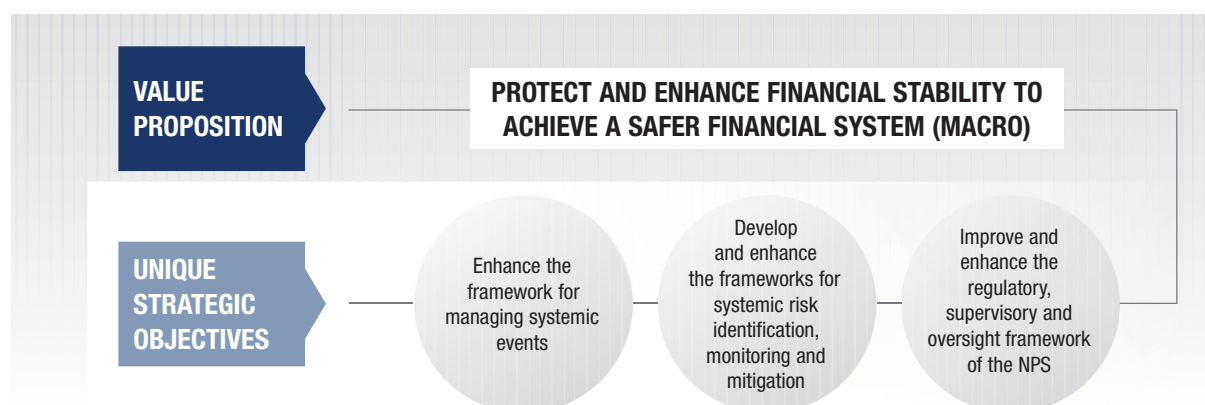 VALUE
PROPOSITION
PROTECT AND ENHANCE FINANCIAL STABILITY TO
ACHIEVE A SAFER FINANCIAL SYSTEM (MACRO)
UNIQUE
STRATEGIC
OBJECTIVES
Enhance the
framework for
managing systemic
events
Develop
and enhance
the frameworks for
systemic risk
identification,
monitoring and
mitigation
Improve and
enhance the
regulatory,
supervisory and
oversight framework
of the NPS